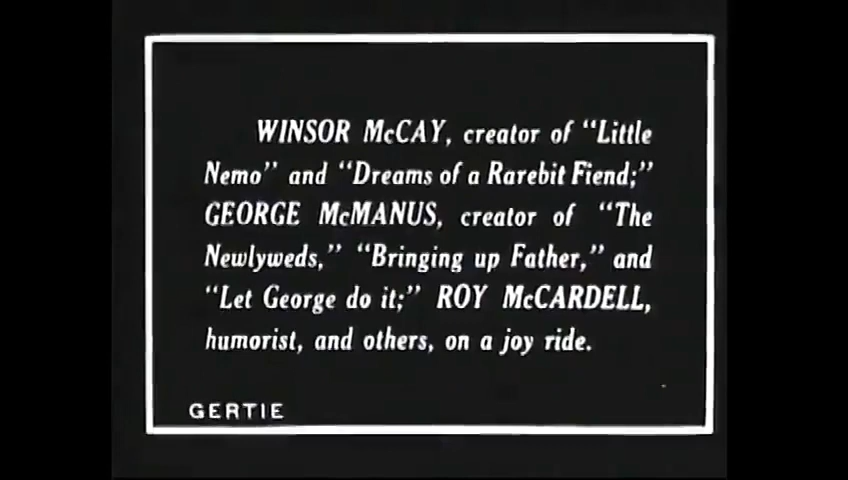 WINSOR McCAY, creator of “Little
Nemo” and “Dreams of a Rarebit Fiend;”
GEORGE McMANUS, creator of “The
Newlyweds,” “Bringing up Father,” and
“Let George do it;” ROY McCARDELL,
humorist, and others, on a joy ride.
GERTIE